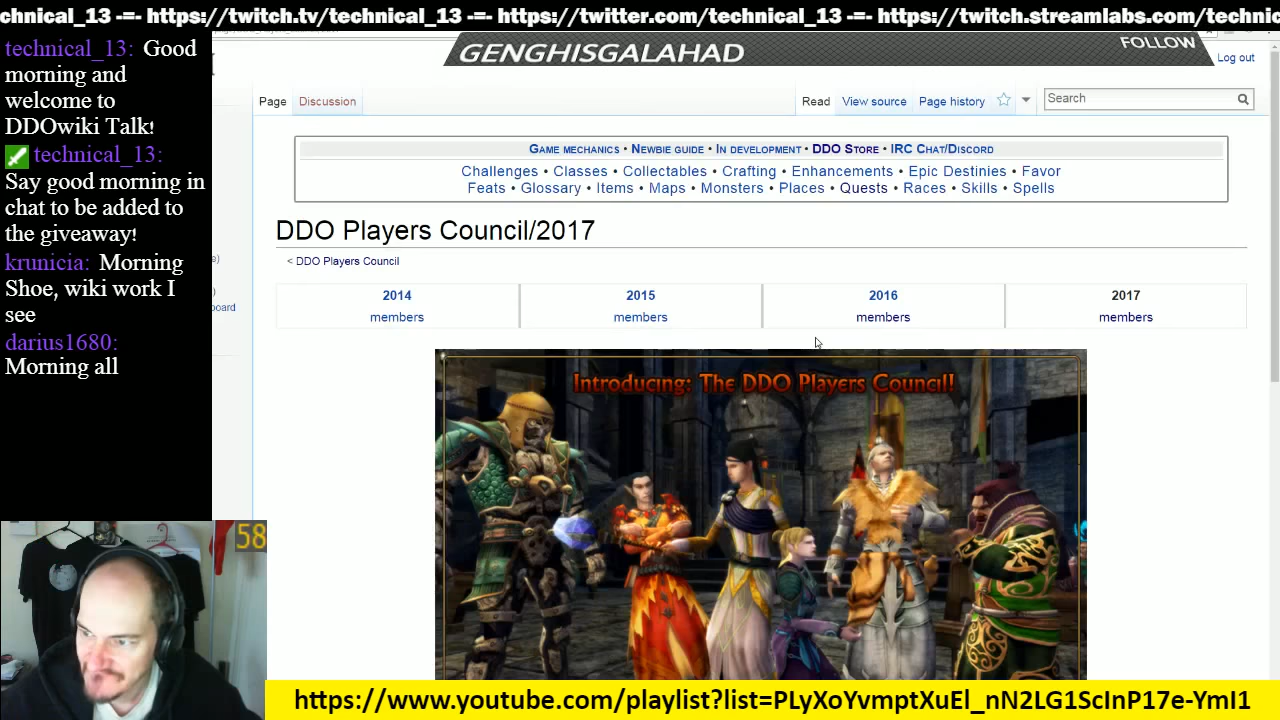 chnical_13 -=- https://twitch.tv/technical_13 -=- https://twitter.com/technical_13 -=- https://twitch.streamlabs.com/technic
technical_13: Good
morning and
welcome to
DDOwiki Talk!
technical_13:
Say good morning in
chat to be added to
the giveaway!
krunicia: Morning
Shoe, wiki work I
see
darius1680:
Morning all
58
GENGHISGALAHAD
FOLLOW
Log out
Page Discussion
Read View source Page history
Search
GAME MECHANICS • NEWBIE GUIDE • IN DEVELOPMENT • DDO STORE • IRC CHAT/DISCORD
Challenges • Classes • Collectables • Crafting • Enhancements • Epic Destinies • Favor
Feats • Glossary • Items • Maps • Monsters • Places • Quests • Races • Skills • Spells
DDO Players Council/2017
< DDO Players Council
2014 2015 2016 2017
members members members members
e)
)
board
Introducing: The DDO Players Council!
https://www.youtube.com/playlist?list=PLyXoYvmptXuEl_nN2LG1ScInP17e-YmI1